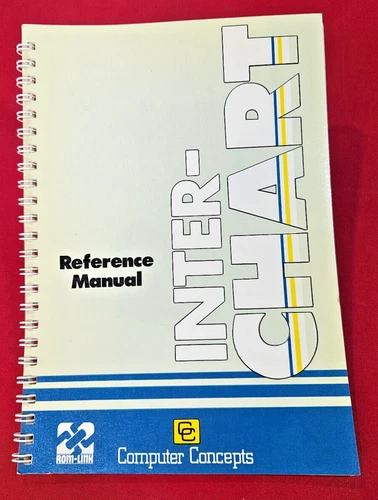 INTER-
CHART
Reference
Manual
ROM-LINK
CC
Computer Concepts